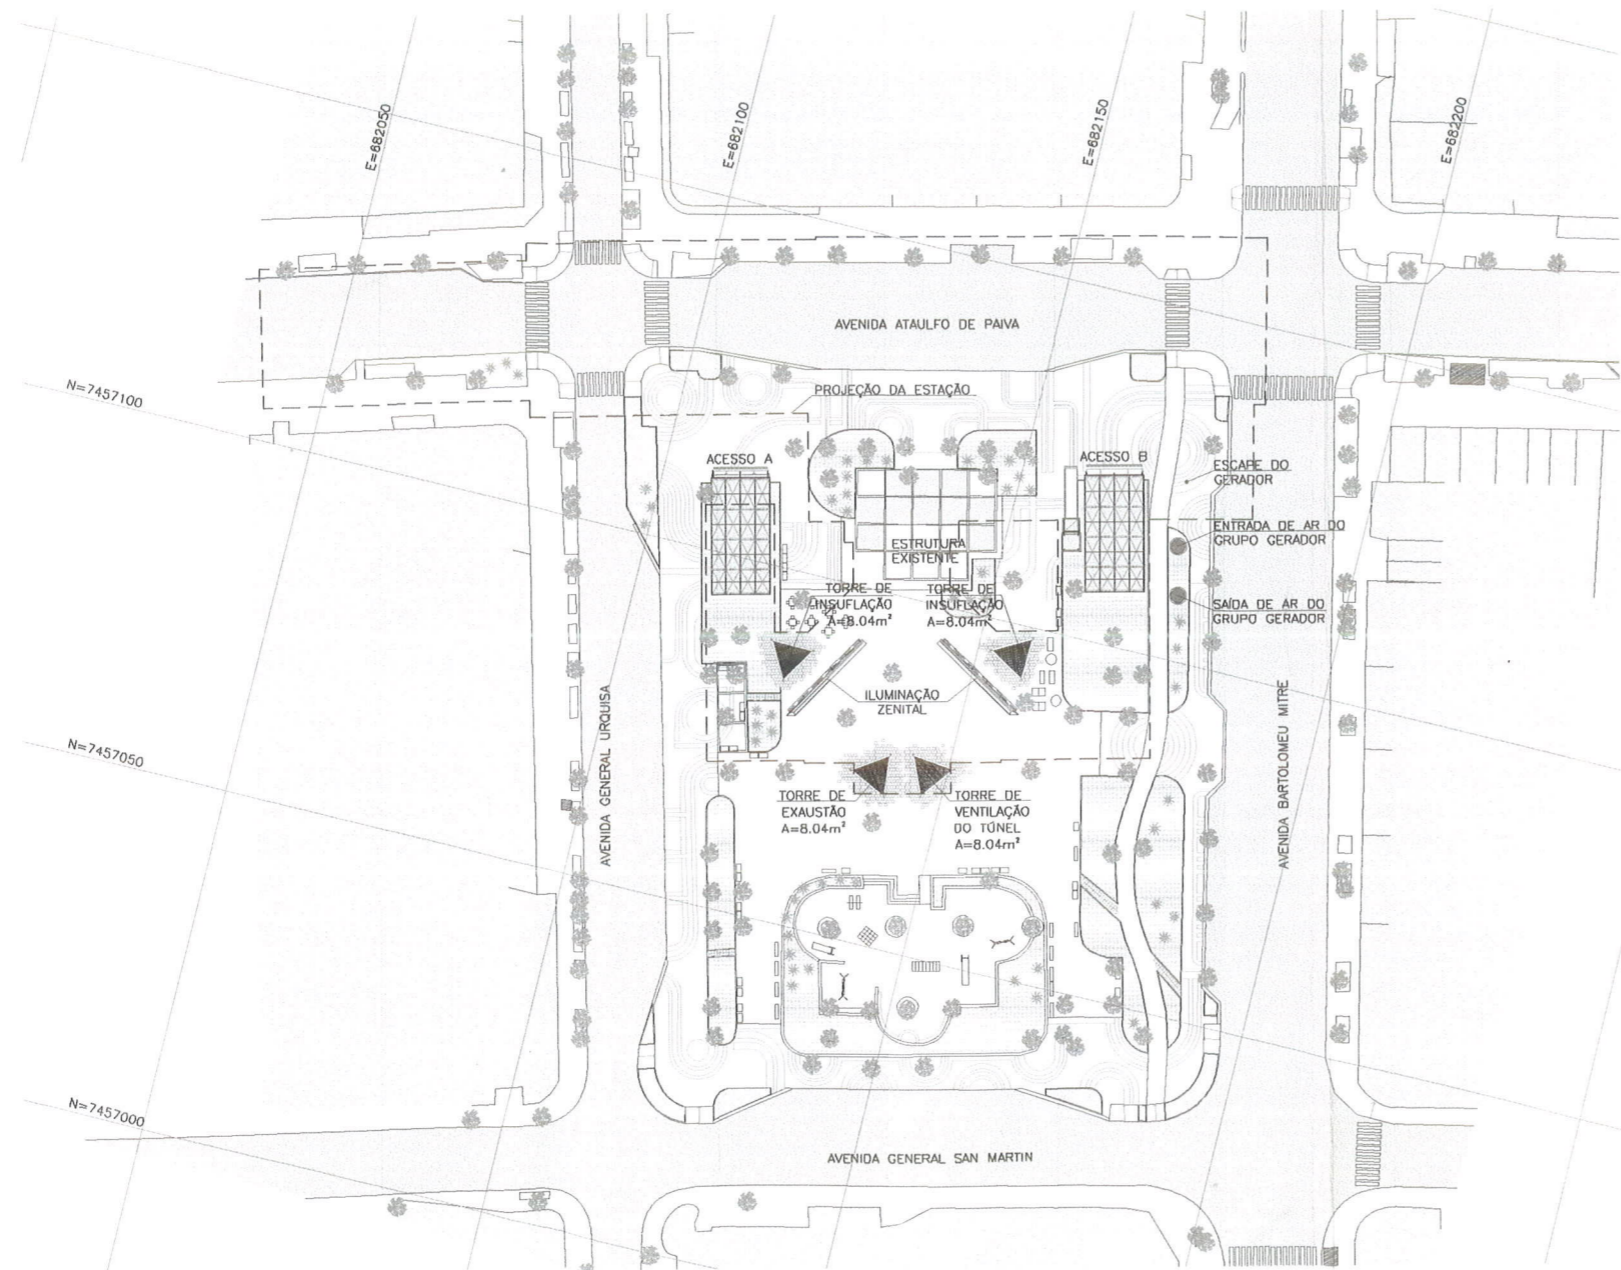 E=682050
E=682100
E=682150
E=682200
AVENIDA ATAULFO DE PAIVA
N=7457100
PROJEÇÃO DA ESTAÇÃO
ACESSO A
ACESSO B
ESCAPE DO
GERADOR
ENTRADA DE AR DO
GRUPO GERADOR
ESTRUTURA
EXISTENTE
TORRE DE
INSUFLAÇÃO
A=8.04m²
TORRE DE
INSUFLAÇÃO
A=8.04m²
SAÍDA DE AR DO
GRUPO GERADOR
ILUMINAÇÃO
ZENITAL
AVENIDA GENERAL URQUISA
AVENIDA BARTOLOMEU MITRE
N=7457050
TORRE DE
EXAUSTÃO
A=8.04m²
TORRE DE
VENTILAÇÃO
DO TÚNEL
A=8.04m²
N=7457000
AVENIDA GENERAL SAN MARTIN